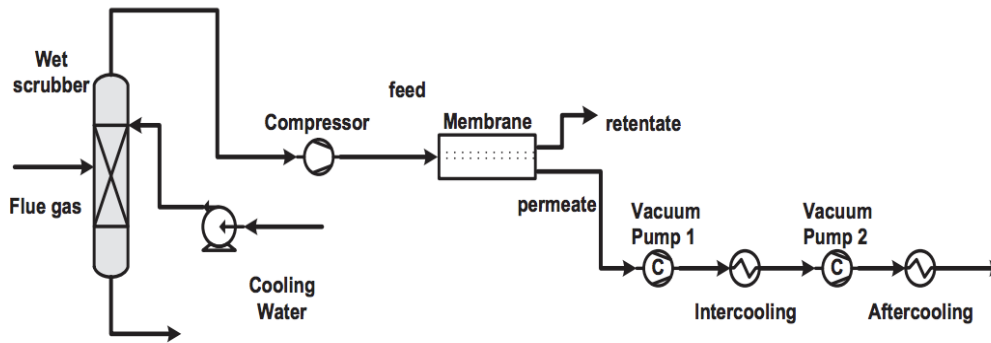 Wet
scrubber
Flue gas
Cooling
Water
Compressor
feed
Membrane
retentate
permeate
Vacuum
Pump 1
C
Intercooling
Vacuum
Pump 2
C
Aftercooling